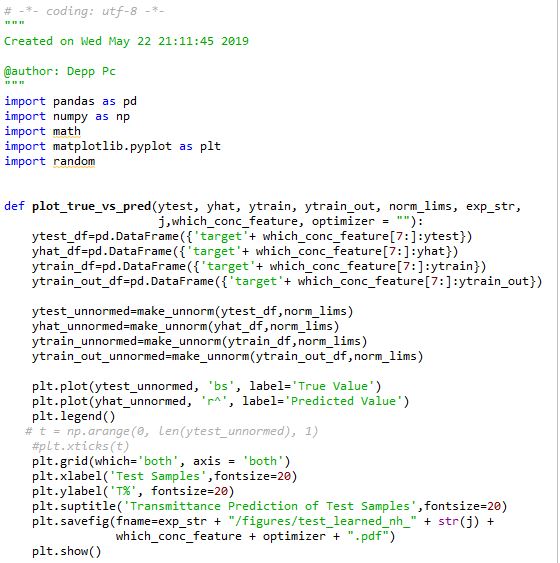 # -*- coding: utf-8 -*-
"""
Created on Wed May 22 21:11:45 2019

@author: Depp Pc
"""
import pandas as pd
import numpy as np
import math
import matplotlib.pyplot as plt
import random


def plot_true_vs_pred(ytest, yhat, ytrain, ytrain_out, norm_lims, exp_str,
                      j,which_conc_feature, optimizer = ""):
    ytest_df=pd.DataFrame({'target'+ which_conc_feature[7:]:ytest})
    yhat_df=pd.DataFrame({'target'+ which_conc_feature[7:]:yhat})
    ytrain_df=pd.DataFrame({'target'+ which_conc_feature[7:]:ytrain})
    ytrain_out_df=pd.DataFrame({'target'+ which_conc_feature[7:]:ytrain_out})

    ytest_unnormed=make_unnorm(ytest_df,norm_lims)
    yhat_unnormed=make_unnorm(yhat_df,norm_lims)
    ytrain_unnormed=make_unnorm(ytrain_df,norm_lims)
    ytrain_out_unnormed=make_unnorm(ytrain_out_df,norm_lims)

    plt.plot(ytest_unnormed, 'bs', label='True Value')
    plt.plot(yhat_unnormed, 'r^', label='Predicted Value')
    plt.legend()
   # t = np.arange(0, len(ytest_unnormed), 1)
    #plt.xticks(t)
    plt.grid(which='both', axis = 'both')
    plt.xlabel('Test Samples',fontsize=20)
    plt.ylabel('T%', fontsize=20)
    plt.suptitle('Transmittance Prediction of Test Samples',fontsize=20)
    plt.savefig(fname=exp_str + "/figures/test_learned_nh_" + str(j) +
                which_conc_feature + optimizer + ".pdf")
    plt.show()